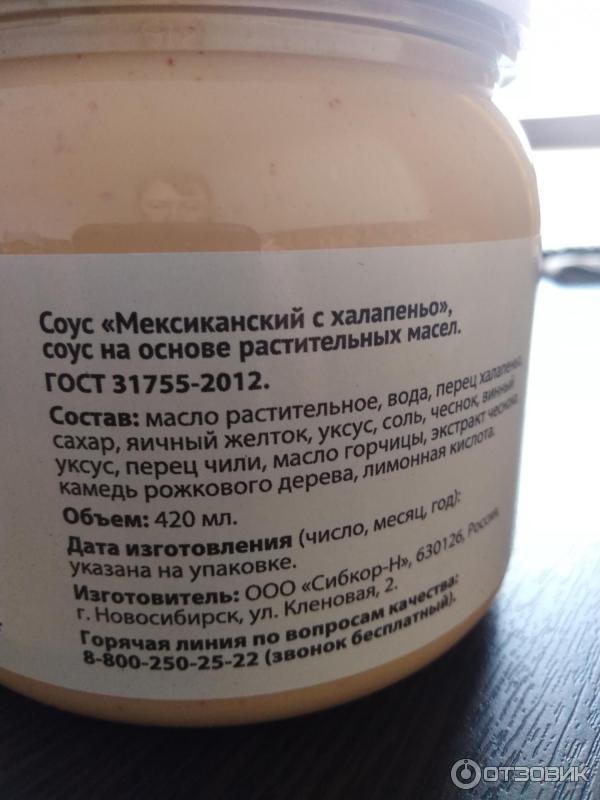 Соус «Мексиканский с халапеньо»,
соус на основе растительных масел.
ГОСТ 31755-2012.
Состав: масло растительное, вода, перец халапеньо,
сахар, яичный желток, уксус, соль, чеснок, винный
уксус, перец чили, масло горчицы, экстракт чеснока,
камедь рожкового дерева, лимонная кислота.
Объем: 420 мл.
Дата изготовления (число, месяц, год):
указана на упаковке.
Изготовитель: ООО «Сибкор-Н», 630126, Россия,
г. Новосибирск, ул. Кленовая, 2.
Горячая линия по вопросам качества:
8-800-250-25-22 (звонок бесплатный).
ОТЗОВИК